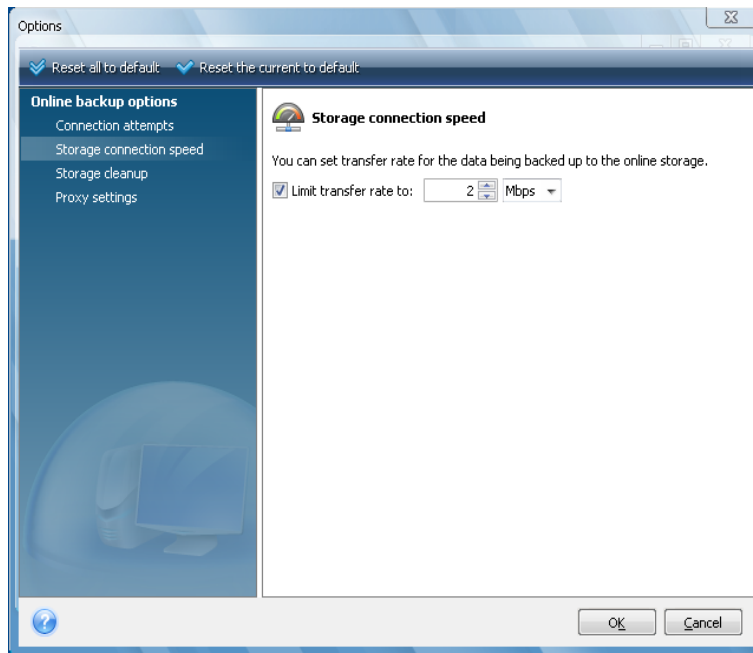 Options
Reset all to default Reset the current to default
Online backup options
Connection attempts
Storage connection speed
Storage cleanup
Proxy settings
Storage connection speed
You can set transfer rate for the data being backed up to the online storage.
Limit transfer rate to: 2 Mbps
?
OK Cancel